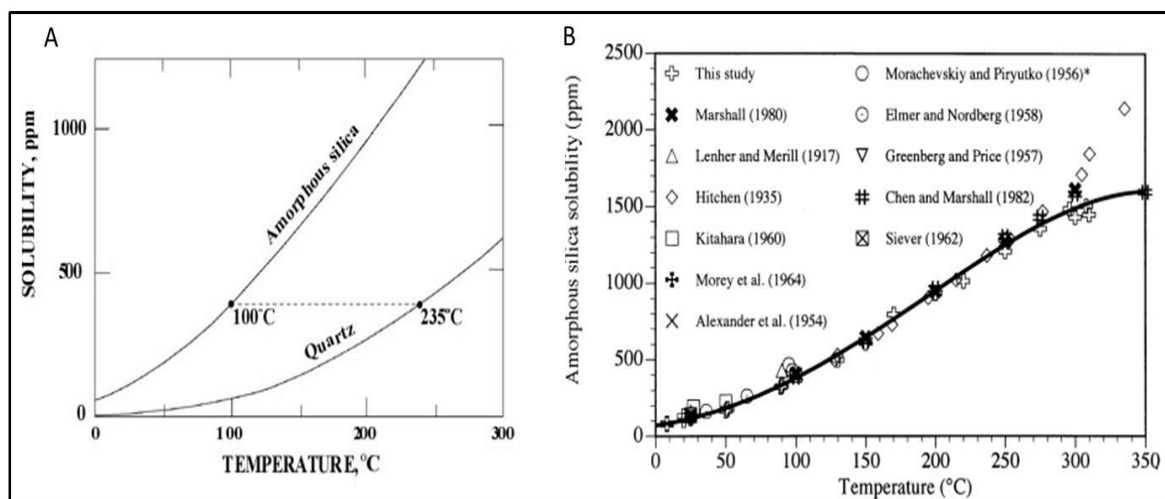 A
SOLUBILITY, ppm
1000
500
0
Amorphous silica
Quartz
100°C
235°C
0
100
200
300
TEMPERATURE, °C
B
Amorphous silica solubility (ppm)
2500
2000
1500
1000
500
0
This study
Marshall (1980)
Lenher and Merill (1917)
Hitchen (1935)
Kitahara (1960)
Morey et al. (1964)
Alexander et al. (1954)
Morachevskiy and Piryutko (1956)*
Elmer and Nordberg (1958)
Greenberg and Price (1957)
Chen and Marshall (1982)
Siever (1962)
0
50
100
150
200
250
300
350
Temperature (°C)